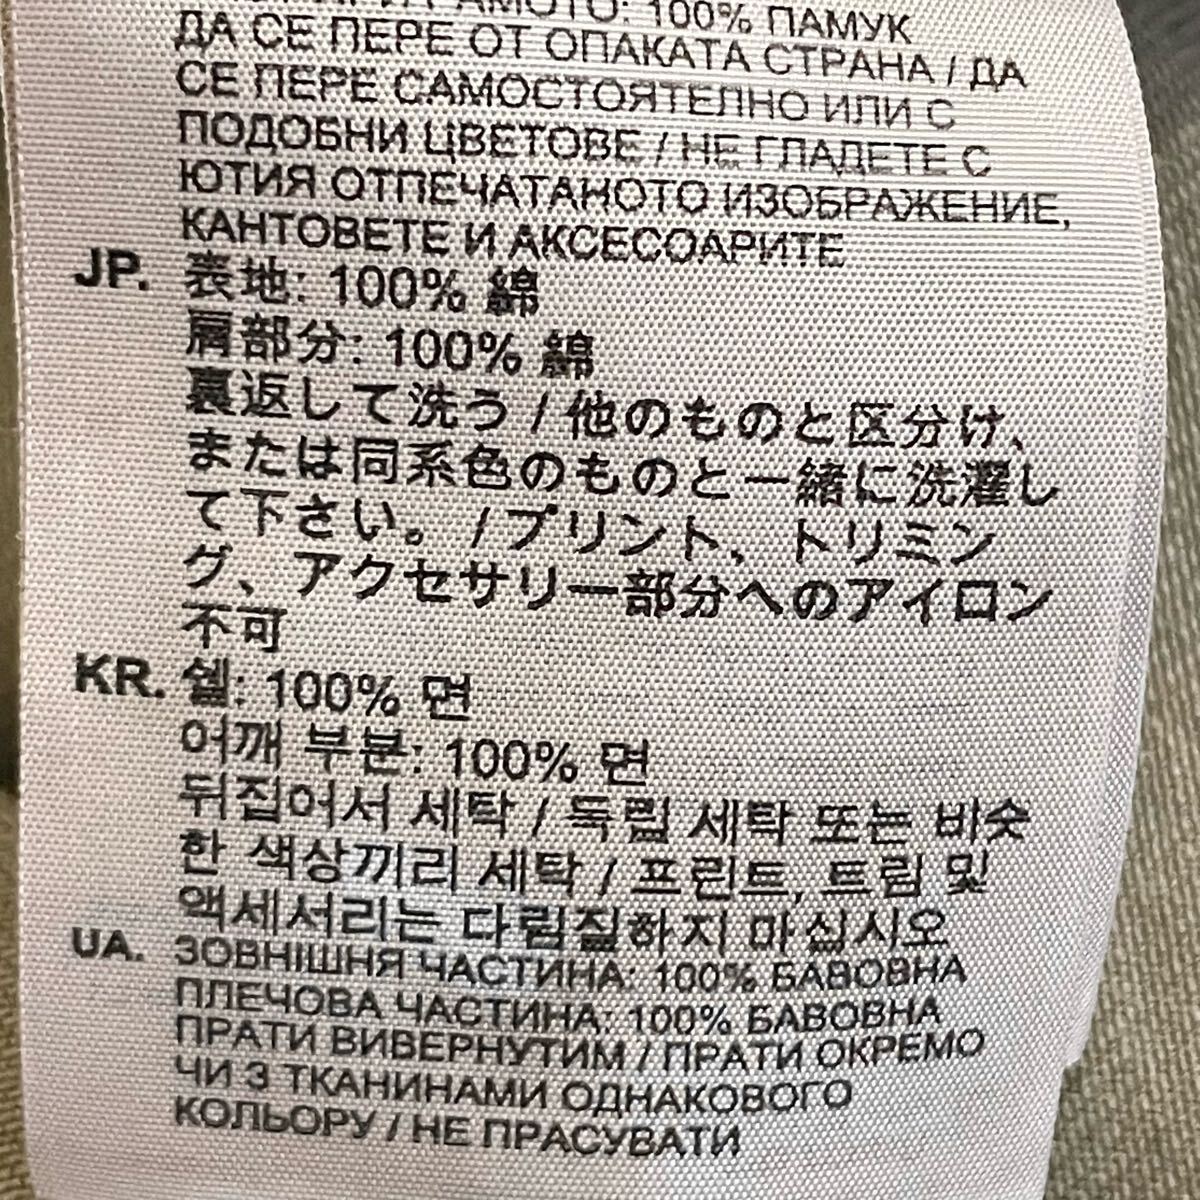 100% ПАМУК
ДА СЕ ПЕРЕ ОТ ОПАКАТА СТРАНА / ДА
СЕ ПЕРЕ САМОСТОЯТЕЛНО ИЛИ С
ПОДОБНИ ЦВЕТОВЕ / НЕ ГЛАДЕТЕ С
ЮТИЯ ОТПЕЧАТАНОТО ИЗОБРАЖЕНИЕ,
КАНТОВЕТЕ И АКСЕСОАРИТЕ
JP. 表地: 100% 綿
肩部分: 100% 綿
裏返して洗う / 他のものと区分け、
または同系色のものと一緒に洗濯し
て下さい。 / プリント、トリミン
グ、アクセサリー部分へのアイロン
不可
KR. 쉘: 100% 면
어깨 부분: 100% 면
뒤집어서 세탁 / 독립 세탁 또는 비슷
한 색상끼리 세탁 / 프린트, 트림 및
액세서리는 다림질하지 마십시오
UA. ЗОВНІШНЯ ЧАСТИНА: 100% БАВОВНА
ПЛЕЧОВА ЧАСТИНА: 100% БАВОВНА
ПРАТИ ВИВЕРНУТИМ / ПРАТИ ОКРЕМО
ЧИ З ТКАНИНАМИ ОДНАКОВОГО
КОЛЬОРУ / НЕ ПРАСУВАТИ